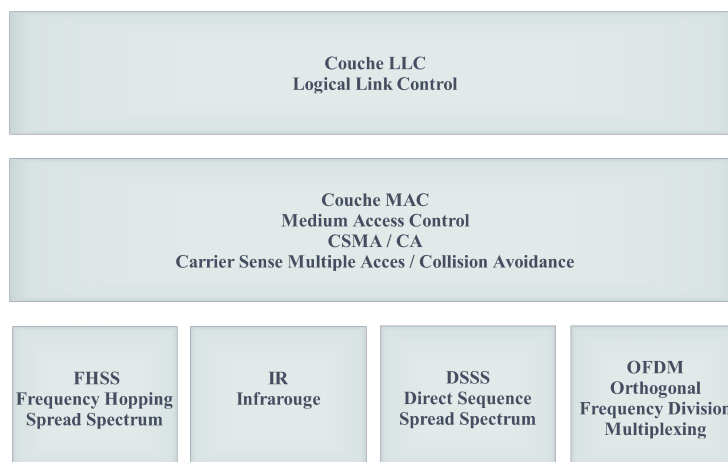 Couche LLC
Logical Link Control
Couche MAC
Medium Access Control
CSMA / CA
Carrier Sense Multiple Acces / Collision Avoidance
FHSS
Frequency Hopping
Spread Spectrum
IR
Infrarouge
DSSS
Direct Sequence
Spread Spectrum
OFDM
Orthogonal
Frequency Division
Multiplexing